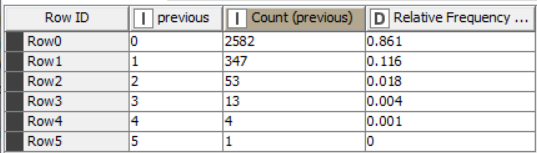 Row ID I previous I Count (previous) D Relative Frequency ...
Row0 0 2582 0.861
Row1 1 347 0.116
Row2 2 53 0.018
Row3 3 13 0.004
Row4 4 4 0.001
Row5 5 1 0